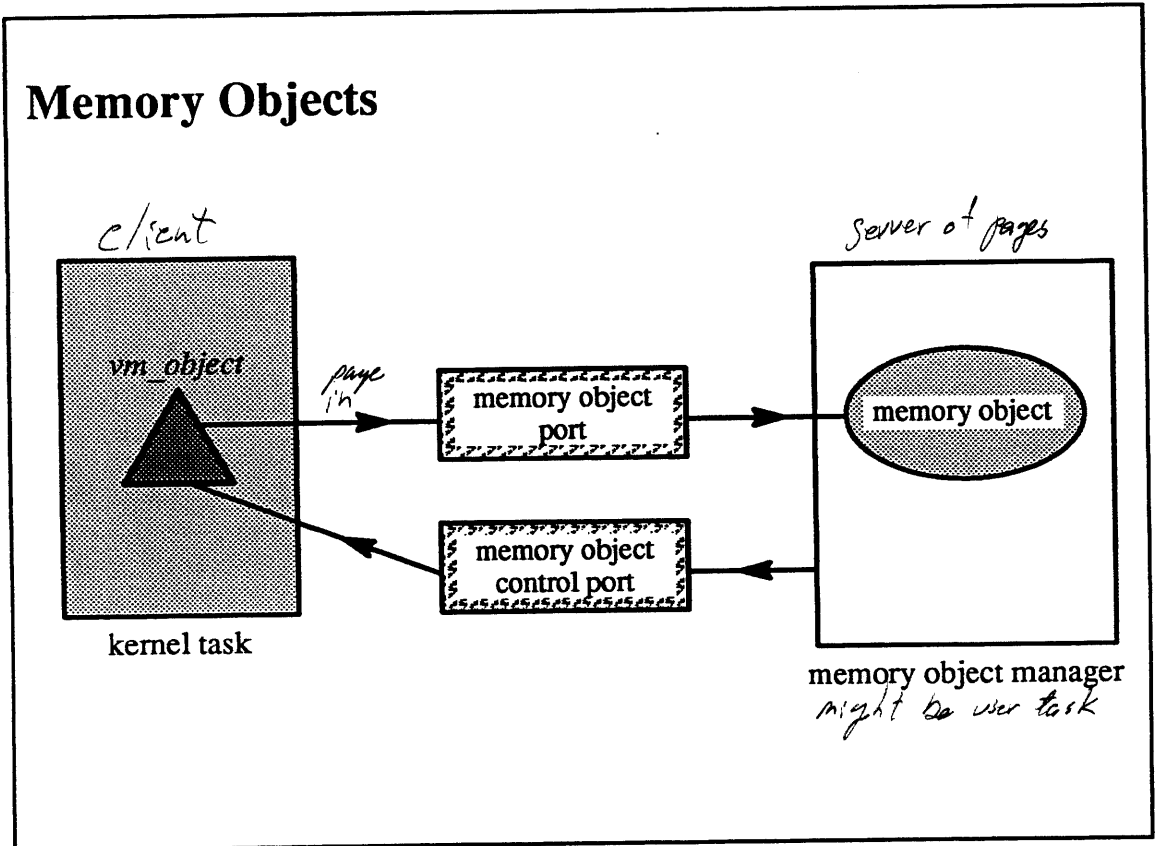 Memory Objects
client
server of pages
vm_object
page
in
memory object
port
memory object
memory object
control port
kernel task
memory object manager
might be user task